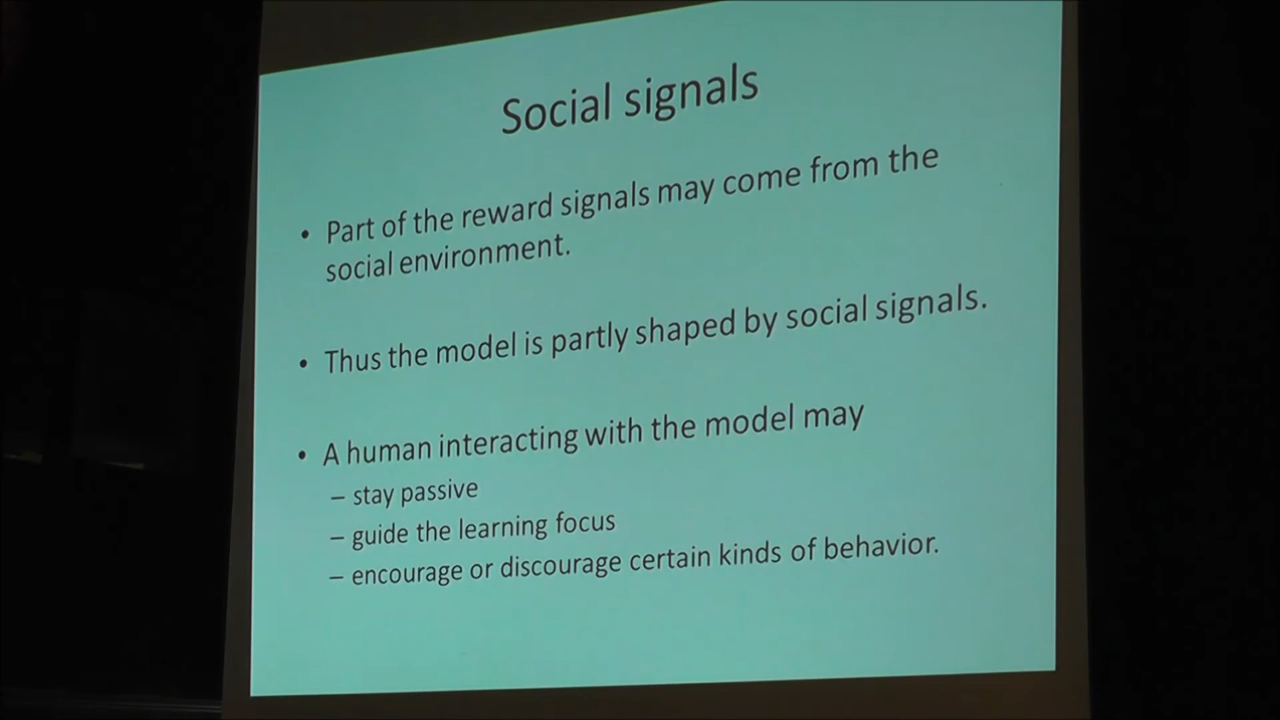 Social signals
• Part of the reward signals may come from the
social environment.
• Thus the model is partly shaped by social signals.
• A human interacting with the model may
– stay passive
– guide the learning focus
– encourage or discourage certain kinds of behavior.